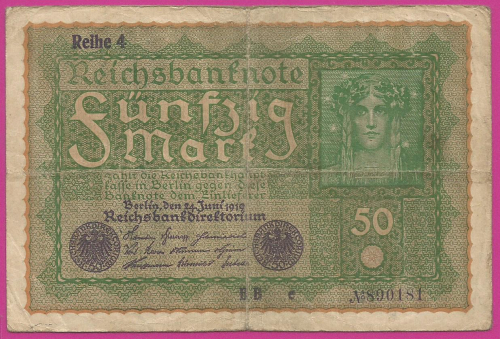 Reihe 4
Reichsbanknote
Fünfzig
Mark
zahlt die Reichsbankhaupt
kasse in Berlin gegen diese
Banknote dem Einlieferer
Berlin, den 24. Juni 1919
Reichsbankdirektorium
50
B c
№890181